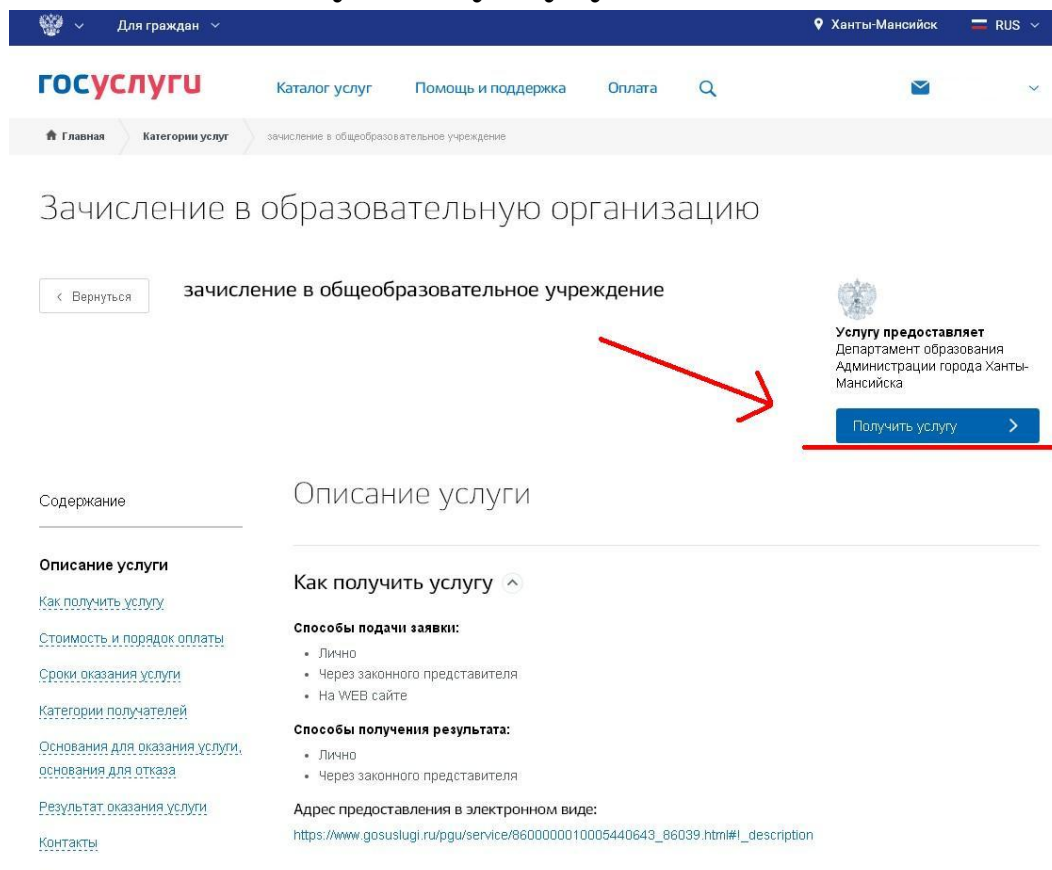 Для граждан
Ханты-Мансийск
RUS
госуслуги
Каталог услуг
Помощь и поддержка
Оплата
Главная
Категории услуг
зачисление в общеобразовательное учреждение
Зачисление в образовательную организацию
Вернуться
зачисление в общеобразовательное учреждение
Услугу предоставляет
Департамент образования
Администрации города Ханты-
Мансийска
Получить услугу
Содержание
Описание услуги
Как получить услугу
Стоимость и порядок оплаты
Сроки оказания услуги
Категории получателей
Основания для оказания услуги,
основания для отказа
Результат оказания услуги
Контакты
Описание услуги
Как получить услугу
Способы подачи заявки:
• Лично
• Через законного представителя
• На WEB сайте
Способы получения результата:
• Лично
• Через законного представителя
Адрес предоставления в электронном виде:
https://www.gosuslugi.ru/pgu/service/8600000010005440643_86039.html#!_description